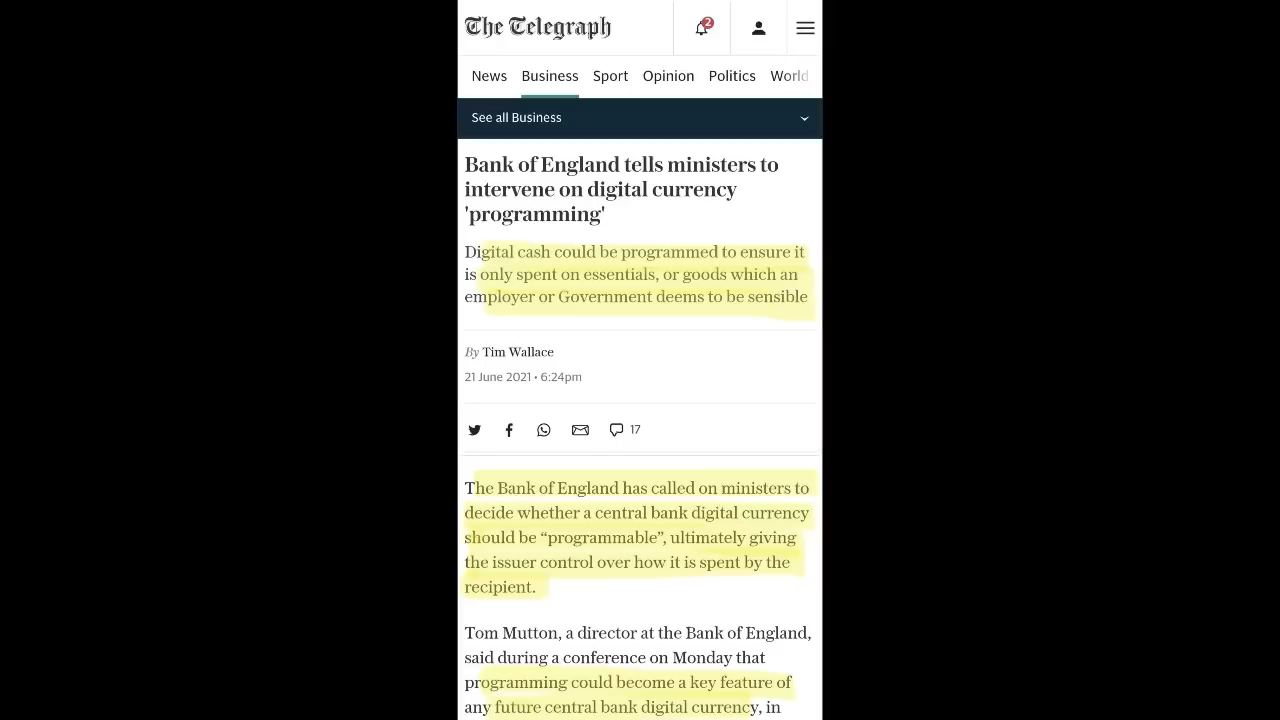 The Telegraph
2
News Business Sport Opinion Politics World
See all Business
Bank of England tells ministers to
intervene on digital currency
'programming'
Digital cash could be programmed to ensure it
is only spent on essentials, or goods which an
employer or Government deems to be sensible
By Tim Wallace
21 June 2021 • 6:24pm
17
The Bank of England has called on ministers to
decide whether a central bank digital currency
should be “programmable”, ultimately giving
the issuer control over how it is spent by the
recipient.
Tom Mutton, a director at the Bank of England,
said during a conference on Monday that
programming could become a key feature of
any future central bank digital currency, in